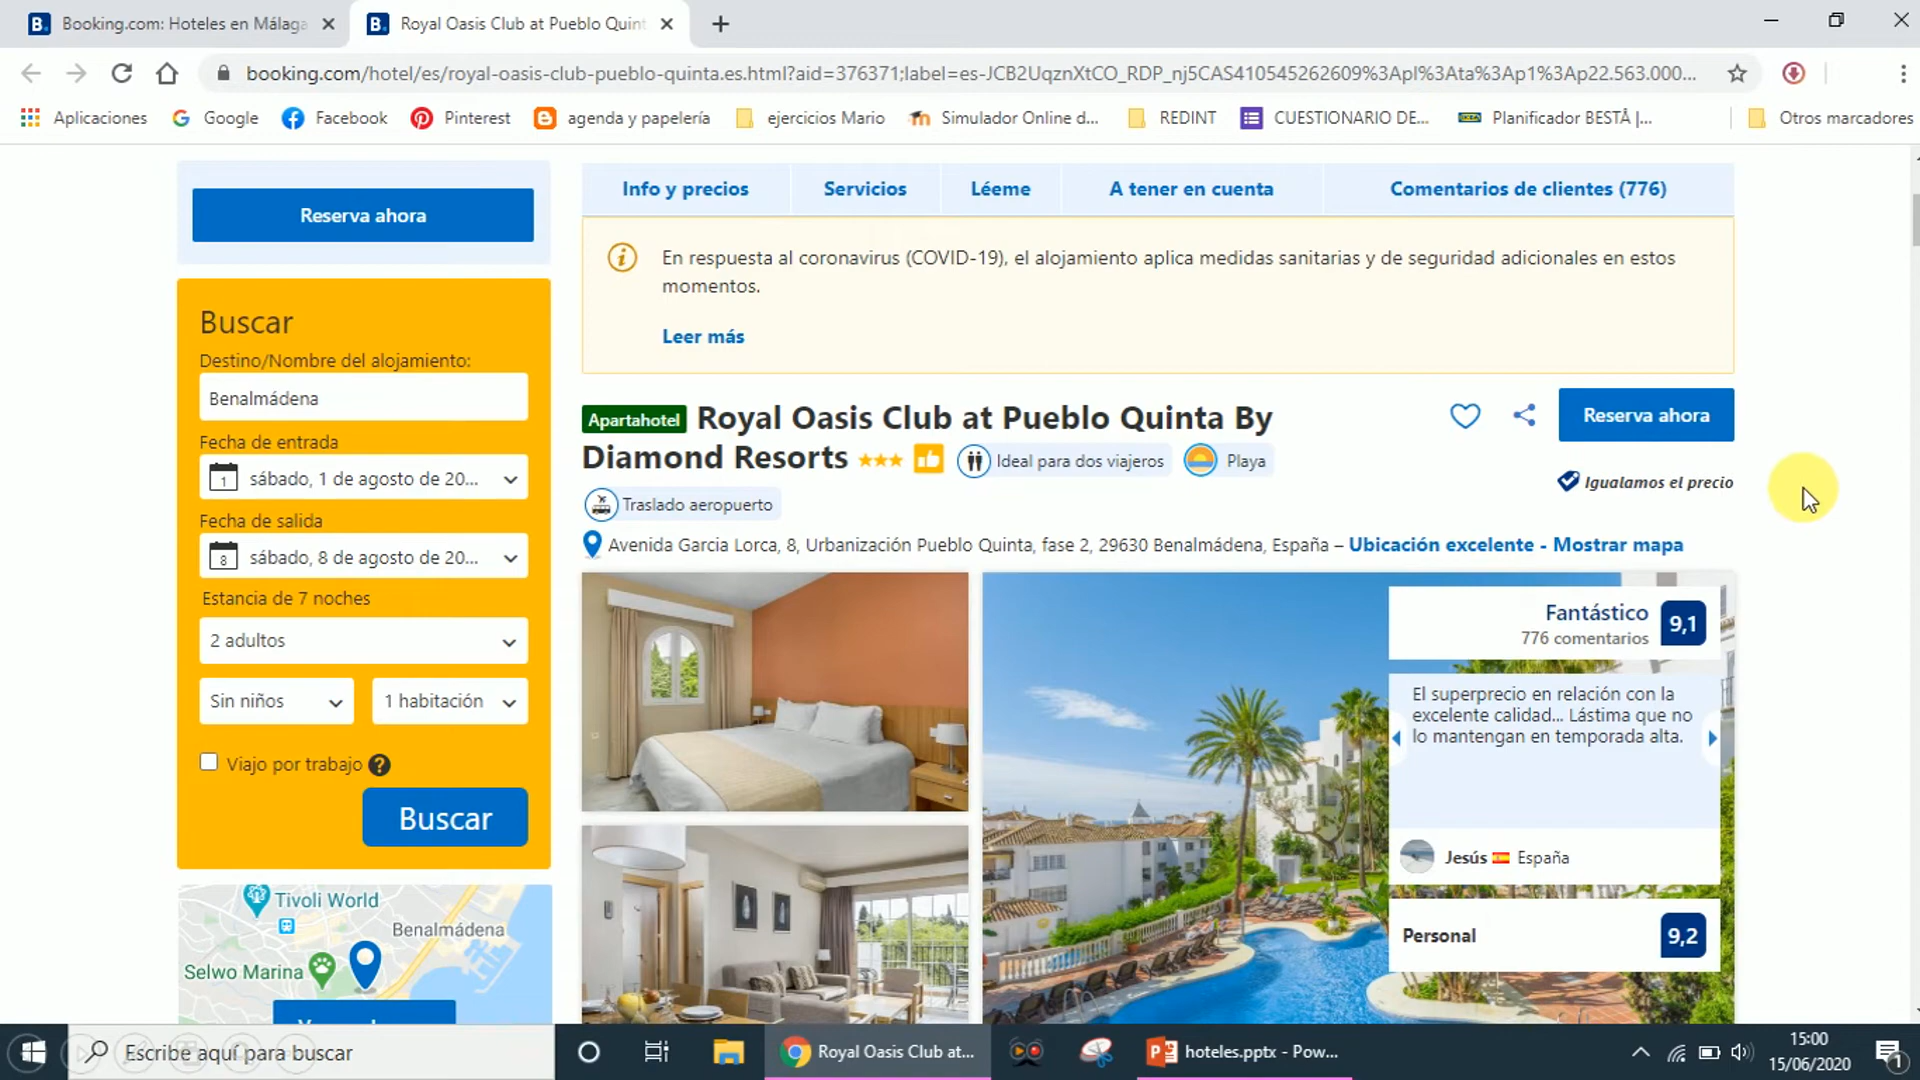 Booking.com: Hoteles en Málaga
Royal Oasis Club at Pueblo Quint
booking.com/hotel/es/royal-oasis-club-pueblo-quinta.es.html?aid=376371;label=es-JCB2UqznXtCO_RDP_nj5CAS410545262609%3Apl%3Ata%3Ap1%3Ap22.563.000...
Aplicaciones
Google
Facebook
Pinterest
agenda y papelería
ejercicios Mario
Simulador Online d...
REDINT
CUESTIONARIO DE...
Planificador BESTÅ |...
Otros marcadores
Reserva ahora
Info y precios
Servicios
Léeme
A tener en cuenta
Comentarios de clientes (776)
En respuesta al coronavirus (COVID-19), el alojamiento aplica medidas sanitarias y de seguridad adicionales en estos
momentos.
Leer más
Buscar
Destino/Nombre del alojamiento:
Benalmádena
Fecha de entrada
1 sábado, 1 de agosto de 20...
Fecha de salida
8 sábado, 8 de agosto de 20...
Estancia de 7 noches
2 adultos
Sin niños
1 habitación
Viajo por trabajo ?
Buscar
Apartahotel Royal Oasis Club at Pueblo Quinta By
Diamond Resorts
Ideal para dos viajeros
Playa
Reserva ahora
Igualamos el precio
Traslado aeropuerto
Avenida Garcia Lorca, 8, Urbanización Pueblo Quinta, fase 2, 29630 Benalmádena, España – Ubicación excelente - Mostrar mapa
Fantástico
776 comentarios
9,1
El superprecio en relación con la
excelente calidad... Lástima que no
lo mantengan en temporada alta.
Jesús España
Personal
9,2
Tivoli World
Benalmádena
Selwo Marina
Escribe aquí para buscar
Royal Oasis Club at...
hoteles.pptx - Pow...
15:00
15/06/2020
1